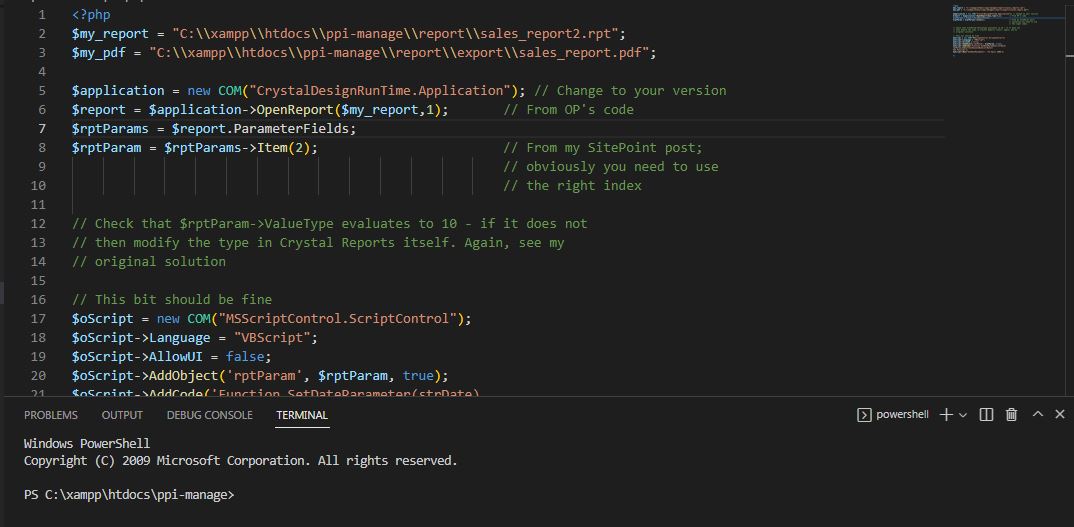 1 <?php
2 $my_report = "C:\\xampp\\htdocs\\ppi-manage\\report\\sales_report2.rpt";
3 $my_pdf = "C:\\xampp\\htdocs\\ppi-manage\\report\\export\\sales_report.pdf";
4
5 $application = new COM("CrystalDesignRunTime.Application"); // Change to your version
6 $report = $application->OpenReport($my_report,1); // From OP's code
7 $rptParams = $report.ParameterFields;
8 $rptParam = $rptParams->Item(2); // From my SitePoint post;
9 // obviously you need to use
10 // the right index
11
12 // Check that $rptParam->ValueType evaluates to 10 - if it does not
13 // then modify the type in Crystal Reports itself. Again, see my
14 // original solution
15
16 // This bit should be fine
17 $oScript = new COM("MSScriptControl.ScriptControl");
18 $oScript->Language = "VBScript";
19 $oScript->AllowUI = false;
20 $oScript->AddObject('rptParam', $rptParam, true);
21 $oScript->AddCode('Function SetDateParameter(strDate)
PROBLEMS OUTPUT DEBUG CONSOLE TERMINAL powershell
Windows PowerShell
Copyright (C) 2009 Microsoft Corporation. All rights reserved.
PS C:\xampp\htdocs\ppi-manage>